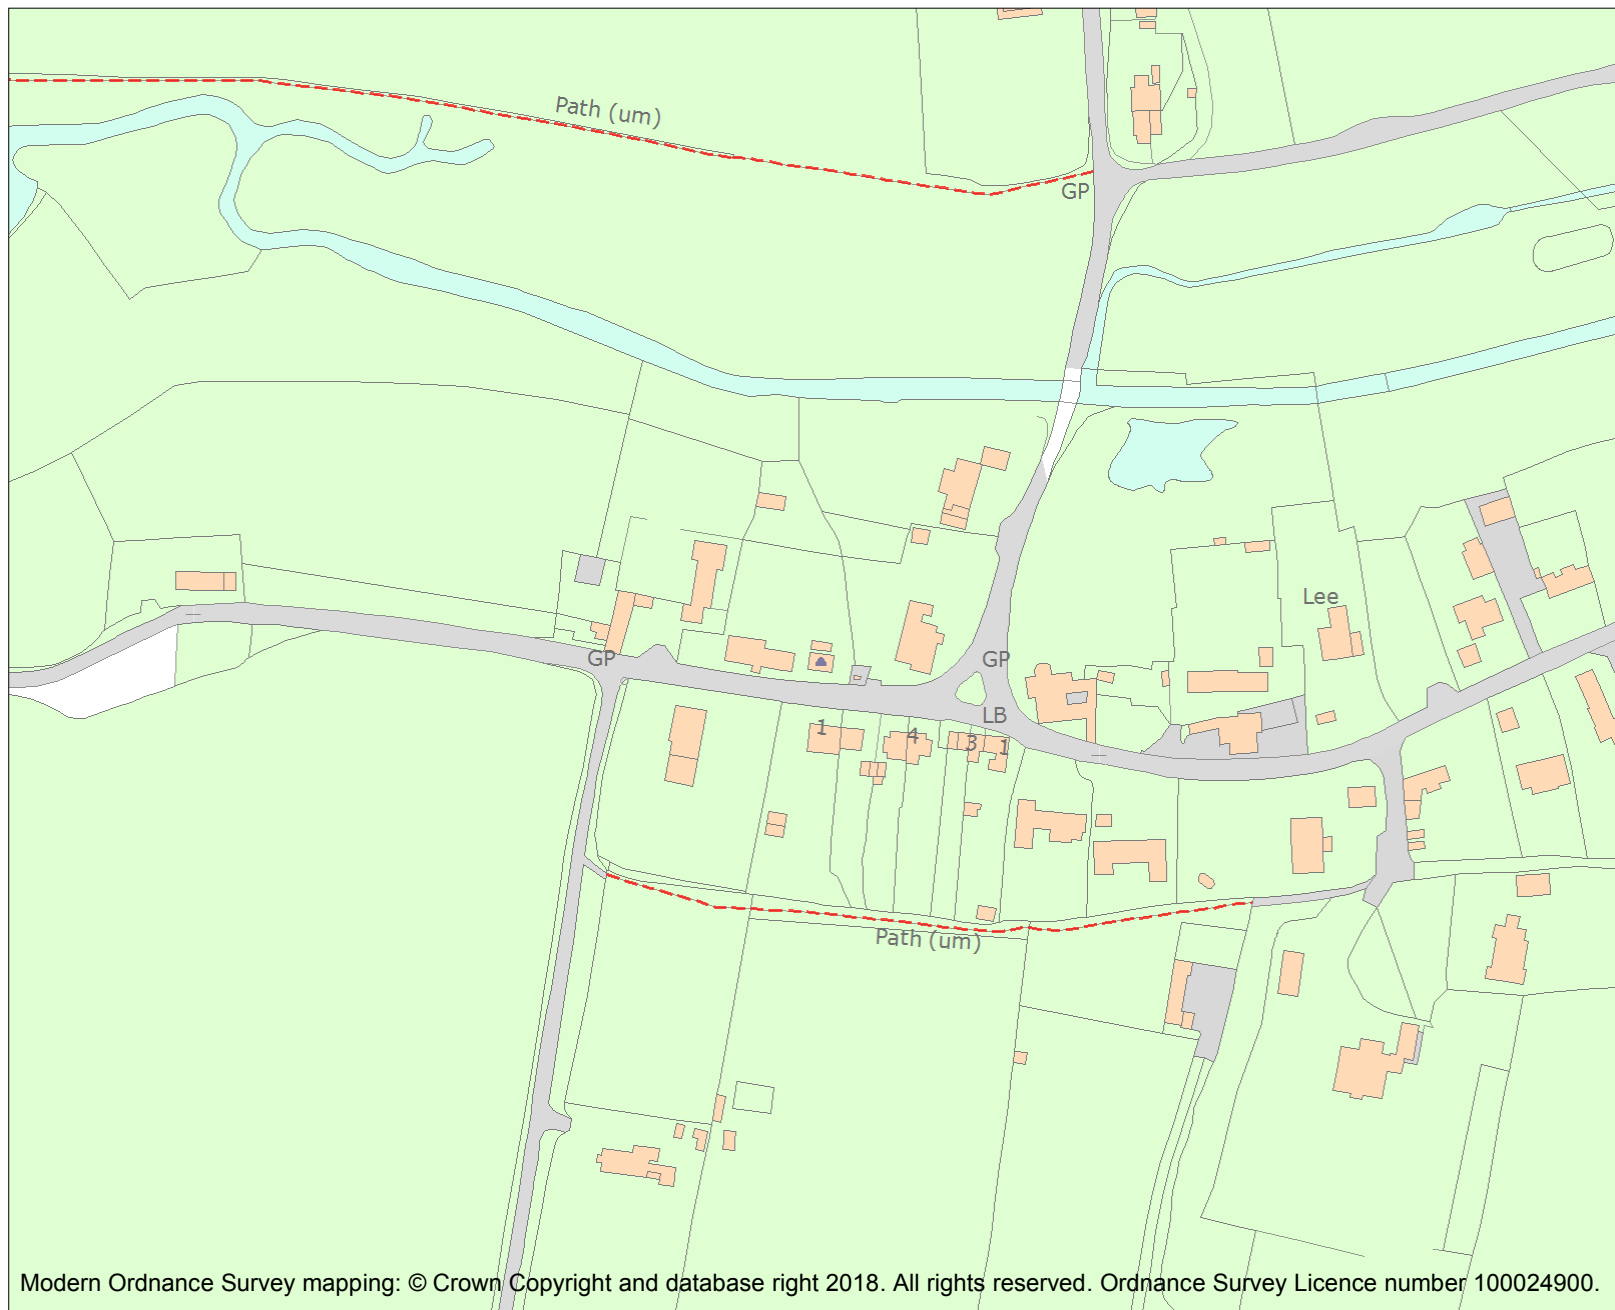 Path (um)
GP
Lee
GP
GP
LB
1
4
3
1
Path (um)
Modern Ordnance Survey mapping: © Crown Copyright and database right 2018. All rights reserved. Ordnance Survey Licence number 100024900.